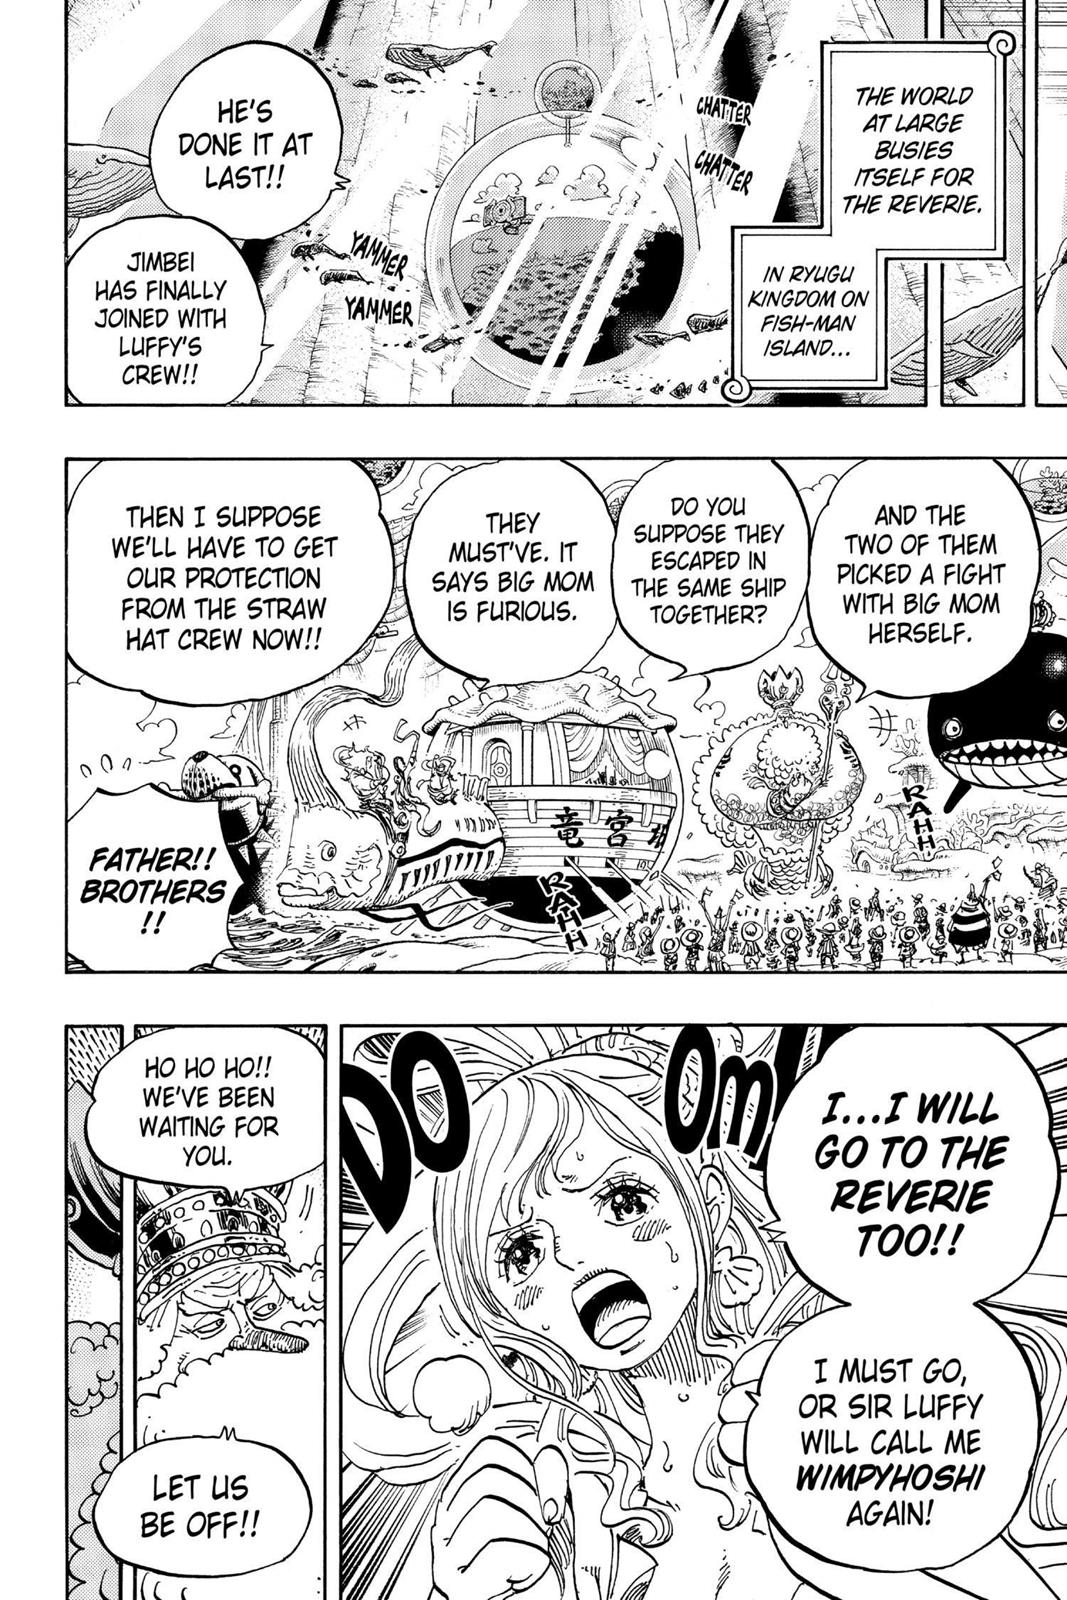 THE WORLD
AT LARGE
BUSIES
ITSELF FOR
THE REVERIE.
IN RYUGU
KINGDOM ON
FISH-MAN
ISLAND...
CHATTER
CHATTER
HE'S
DONE IT AT
LAST!!
YAMMER
YAMMER
JIMBEI
HAS FINALLY
JOINED WITH
LUFFY'S
CREW!!
AND THE
TWO OF THEM
PICKED A FIGHT
WITH BIG MOM
HERSELF.
DO YOU
SUPPOSE THEY
ESCAPED IN
THE SAME SHIP
TOGETHER?
THEY
MUST'VE. IT
SAYS BIG MOM
IS FURIOUS.
THEN I SUPPOSE
WE'LL HAVE TO GET
OUR PROTECTION
FROM THE STRAW
HAT CREW NOW!!
RAHH
竜宮
RAHH
FATHER!!
BROTHERS
!!
I...I WILL
GO TO THE
REVERIE
TOO!!
DOOM!
I MUST GO,
OR SIR LUFFY
WILL CALL ME
WIMPYHOSHI
AGAIN!
HO HO HO!!
WE'VE BEEN
WAITING FOR
YOU.
LET US
BE OFF!!